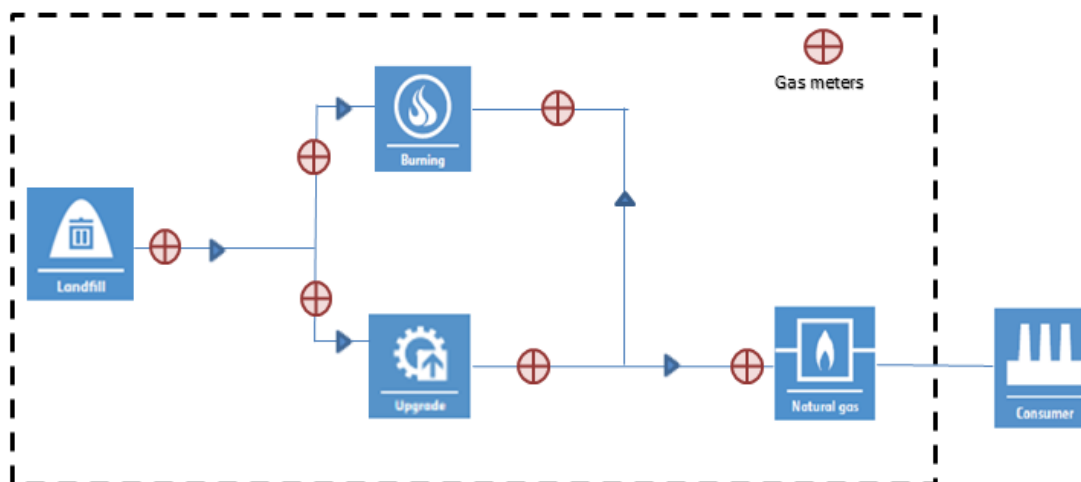 Gas meters
Burning
Landfill
Upgrade
Natural gas
Consumer